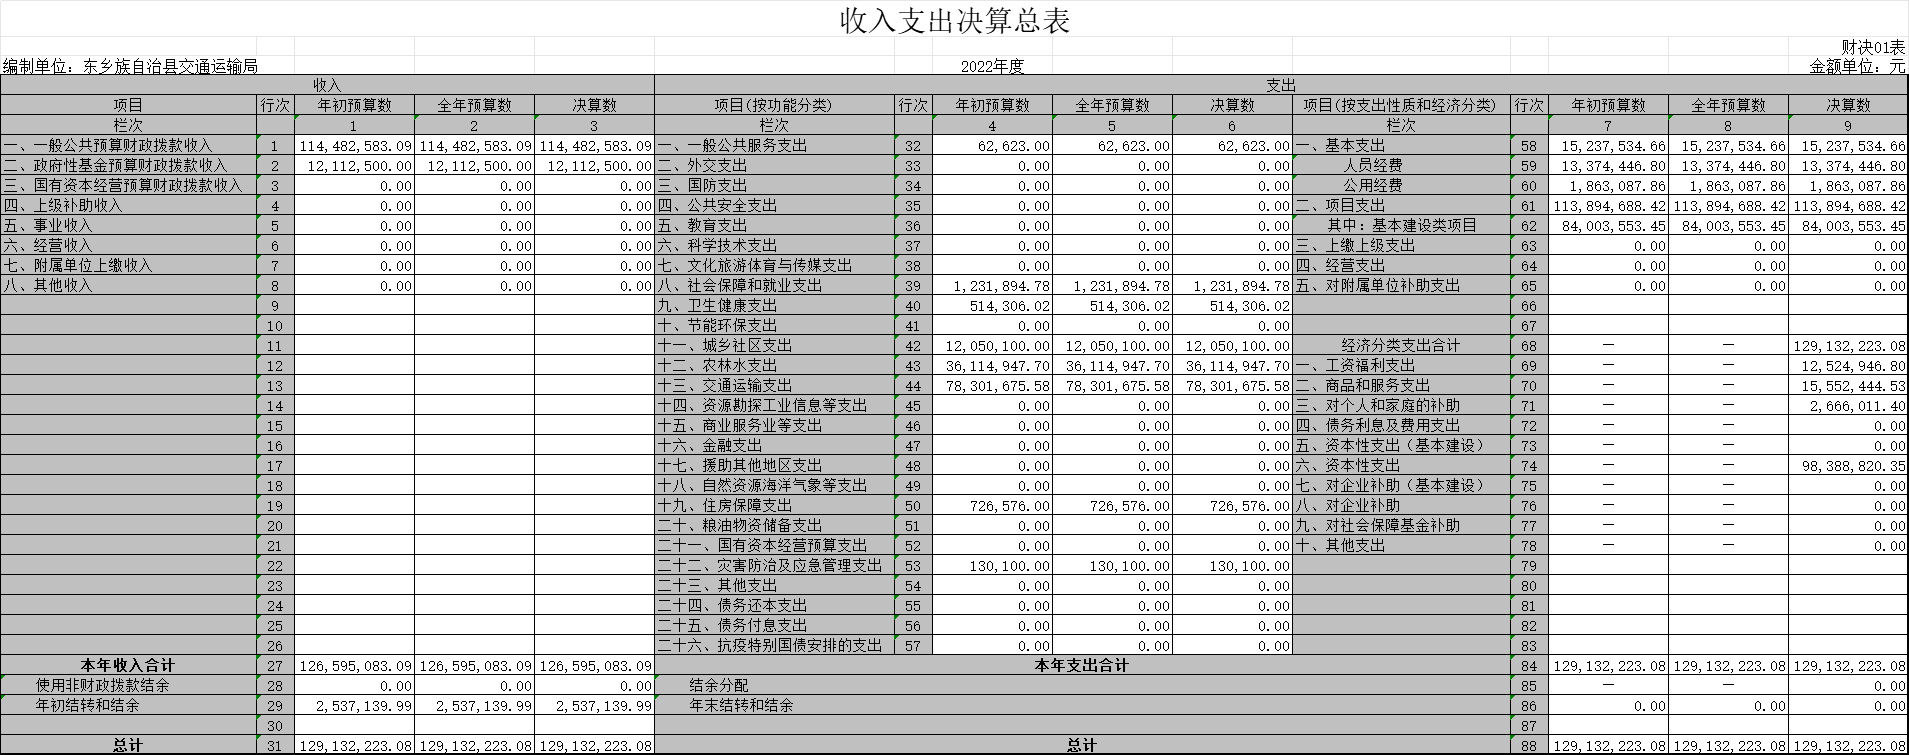 收入支出决算总表
财决01表
编制单位：东乡族自治县交通运输局 2022年度 金额单位：元
收入 支出
项目 行次 年初预算数 全年预算数 决算数 项目(按功能分类) 行次 年初预算数 全年预算数 决算数 项目(按支出性质和经济分类) 行次 年初预算数 全年预算数 决算数
栏次 1 2 3 栏次 4 5 6 栏次 7 8 9
一、一般公共预算财政拨款收入 1 114,482,583.09 114,482,583.09 114,482,583.09 一、一般公共服务支出 32 62,623.00 62,623.00 62,623.00 一、基本支出 58 15,237,534.66 15,237,534.66 15,237,534.66
二、政府性基金预算财政拨款收入 2 12,112,500.00 12,112,500.00 12,112,500.00 二、外交支出 33 0.00 0.00 0.00 人员经费 59 13,374,446.80 13,374,446.80 13,374,446.80
三、国有资本经营预算财政拨款收入 3 0.00 0.00 0.00 三、国防支出 34 0.00 0.00 0.00 公用经费 60 1,863,087.86 1,863,087.86 1,863,087.86
四、上级补助收入 4 0.00 0.00 0.00 四、公共安全支出 35 0.00 0.00 0.00 二、项目支出 61 113,894,688.42 113,894,688.42 113,894,688.42
五、事业收入 5 0.00 0.00 0.00 五、教育支出 36 0.00 0.00 0.00 其中：基本建设类项目 62 84,003,553.45 84,003,553.45 84,003,553.45
六、经营收入 6 0.00 0.00 0.00 六、科学技术支出 37 0.00 0.00 0.00 三、上缴上级支出 63 0.00 0.00 0.00
七、附属单位上缴收入 7 0.00 0.00 0.00 七、文化旅游体育与传媒支出 38 0.00 0.00 0.00 四、经营支出 64 0.00 0.00 0.00
八、其他收入 8 0.00 0.00 0.00 八、社会保障和就业支出 39 1,231,894.78 1,231,894.78 1,231,894.78 五、对附属单位补助支出 65 0.00 0.00 0.00
9 九、卫生健康支出 40 514,306.02 514,306.02 514,306.02 66
10 十、节能环保支出 41 0.00 0.00 0.00 67
11 十一、城乡社区支出 42 12,050,100.00 12,050,100.00 12,050,100.00 经济分类支出合计 68 — — 129,132,223.08
12 十二、农林水支出 43 36,114,947.70 36,114,947.70 36,114,947.70 一、工资福利支出 69 — — 12,524,946.80
13 十三、交通运输支出 44 78,301,675.58 78,301,675.58 78,301,675.58 二、商品和服务支出 70 — — 15,552,444.53
14 十四、资源勘探工业信息等支出 45 0.00 0.00 0.00 三、对个人和家庭的补助 71 — — 2,666,011.40
15 十五、商业服务业等支出 46 0.00 0.00 0.00 四、债务利息及费用支出 72 — — 0.00
16 十六、金融支出 47 0.00 0.00 0.00 五、资本性支出（基本建设） 73 — — 0.00
17 十七、援助其他地区支出 48 0.00 0.00 0.00 六、资本性支出 74 — — 98,388,820.35
18 十八、自然资源海洋气象等支出 49 0.00 0.00 0.00 七、对企业补助（基本建设） 75 — — 0.00
19 十九、住房保障支出 50 726,576.00 726,576.00 726,576.00 八、对企业补助 76 — — 0.00
20 二十、粮油物资储备支出 51 0.00 0.00 0.00 九、对社会保障基金补助 77 — — 0.00
21 二十一、国有资本经营预算支出 52 0.00 0.00 0.00 十、其他支出 78 — — 0.00
22 二十二、灾害防治及应急管理支出 53 130,100.00 130,100.00 130,100.00 79
23 二十三、其他支出 54 0.00 0.00 0.00 80
24 二十四、债务还本支出 55 0.00 0.00 0.00 81
25 二十五、债务付息支出 56 0.00 0.00 0.00 82
26 二十六、抗疫特别国债安排的支出 57 0.00 0.00 0.00 83
本年收入合计 27 126,595,083.09 126,595,083.09 126,595,083.09 本年支出合计 84 129,132,223.08 129,132,223.08 129,132,223.08
使用非财政拨款结余 28 0.00 0.00 0.00 结余分配 85 — — 0.00
年初结转和结余 29 2,537,139.99 2,537,139.99 2,537,139.99 年末结转和结余 86 0.00 0.00 0.00
30 87
总计 31 129,132,223.08 129,132,223.08 129,132,223.08 总计 88 129,132,223.08 129,132,223.08 129,132,223.08